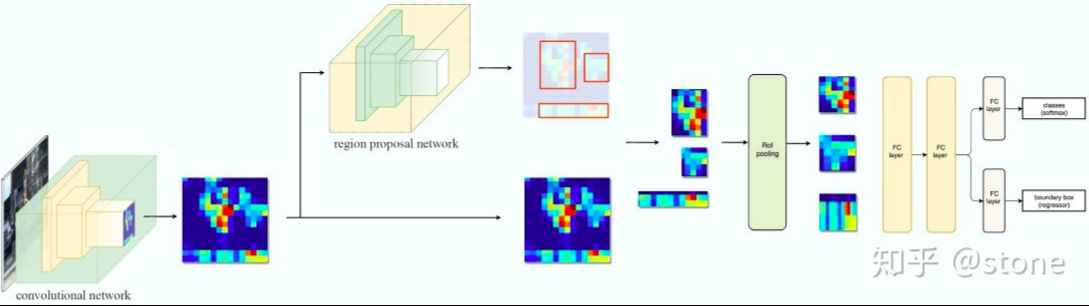 convolutional network
region proposal network
RoI
pooling
FC
layer
FC
layer
FC
layer
classes
(softmax)
FC
layer
boundary box
(regressor)
知乎 @stone